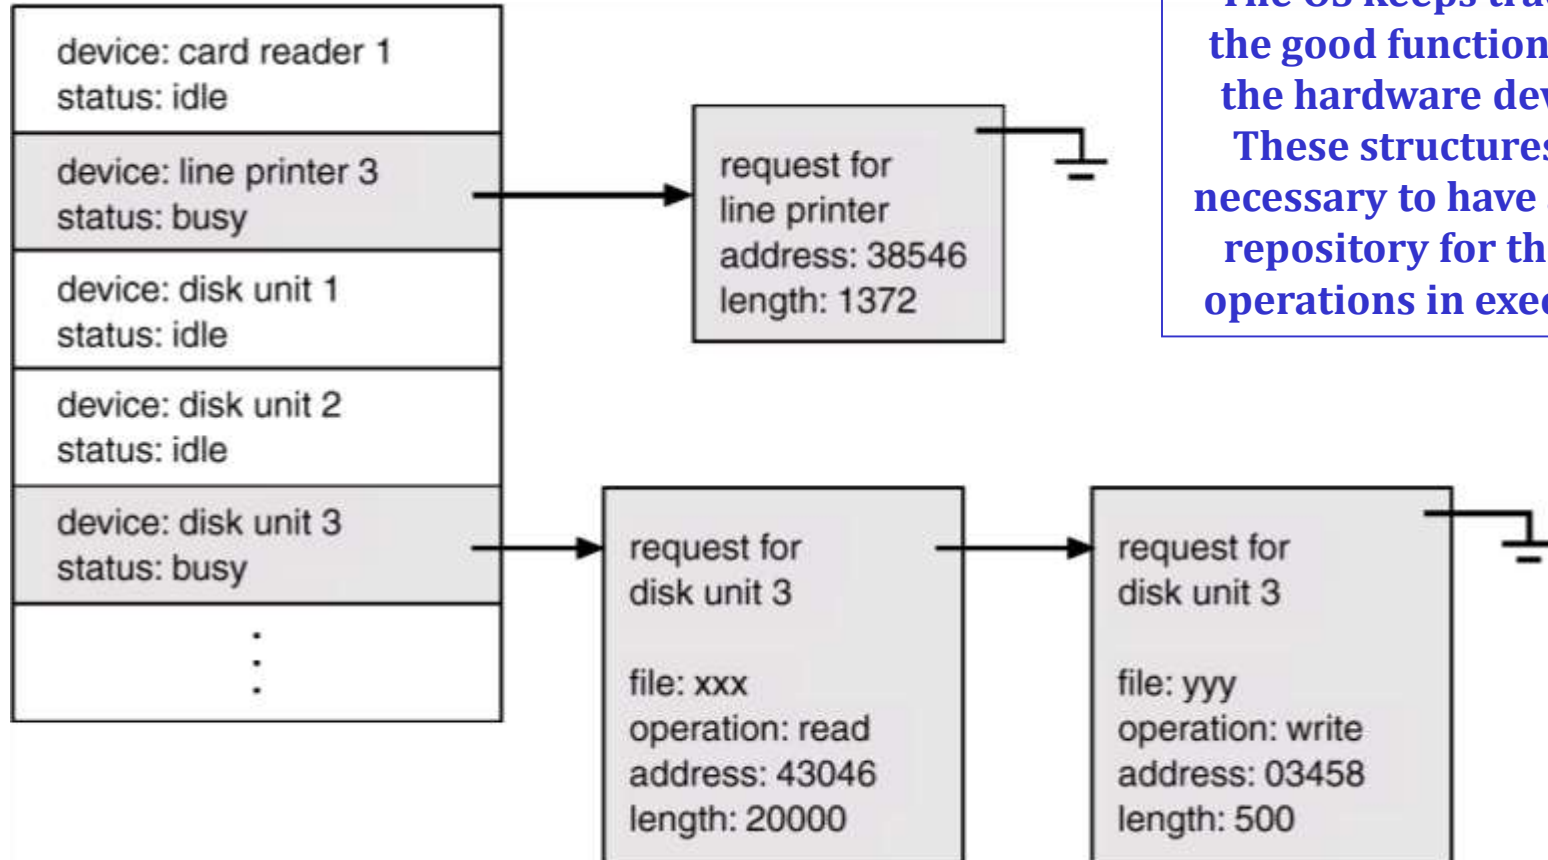 device: card reader 1
status: idle
device: line printer 3
status: busy
device: disk unit 1
status: idle
device: disk unit 2
status: idle
device: disk unit 3
status: busy
request for
line printer
address: 38546
length: 1372
request for
disk unit 3
file: xxx
operation: read
address: 43046
length: 20000
request for
disk unit 3
file: yyy
operation: write
address: 03458
length: 500
The OS keeps
the good
the hardware
These structures
necessary to have
repository for
operations in